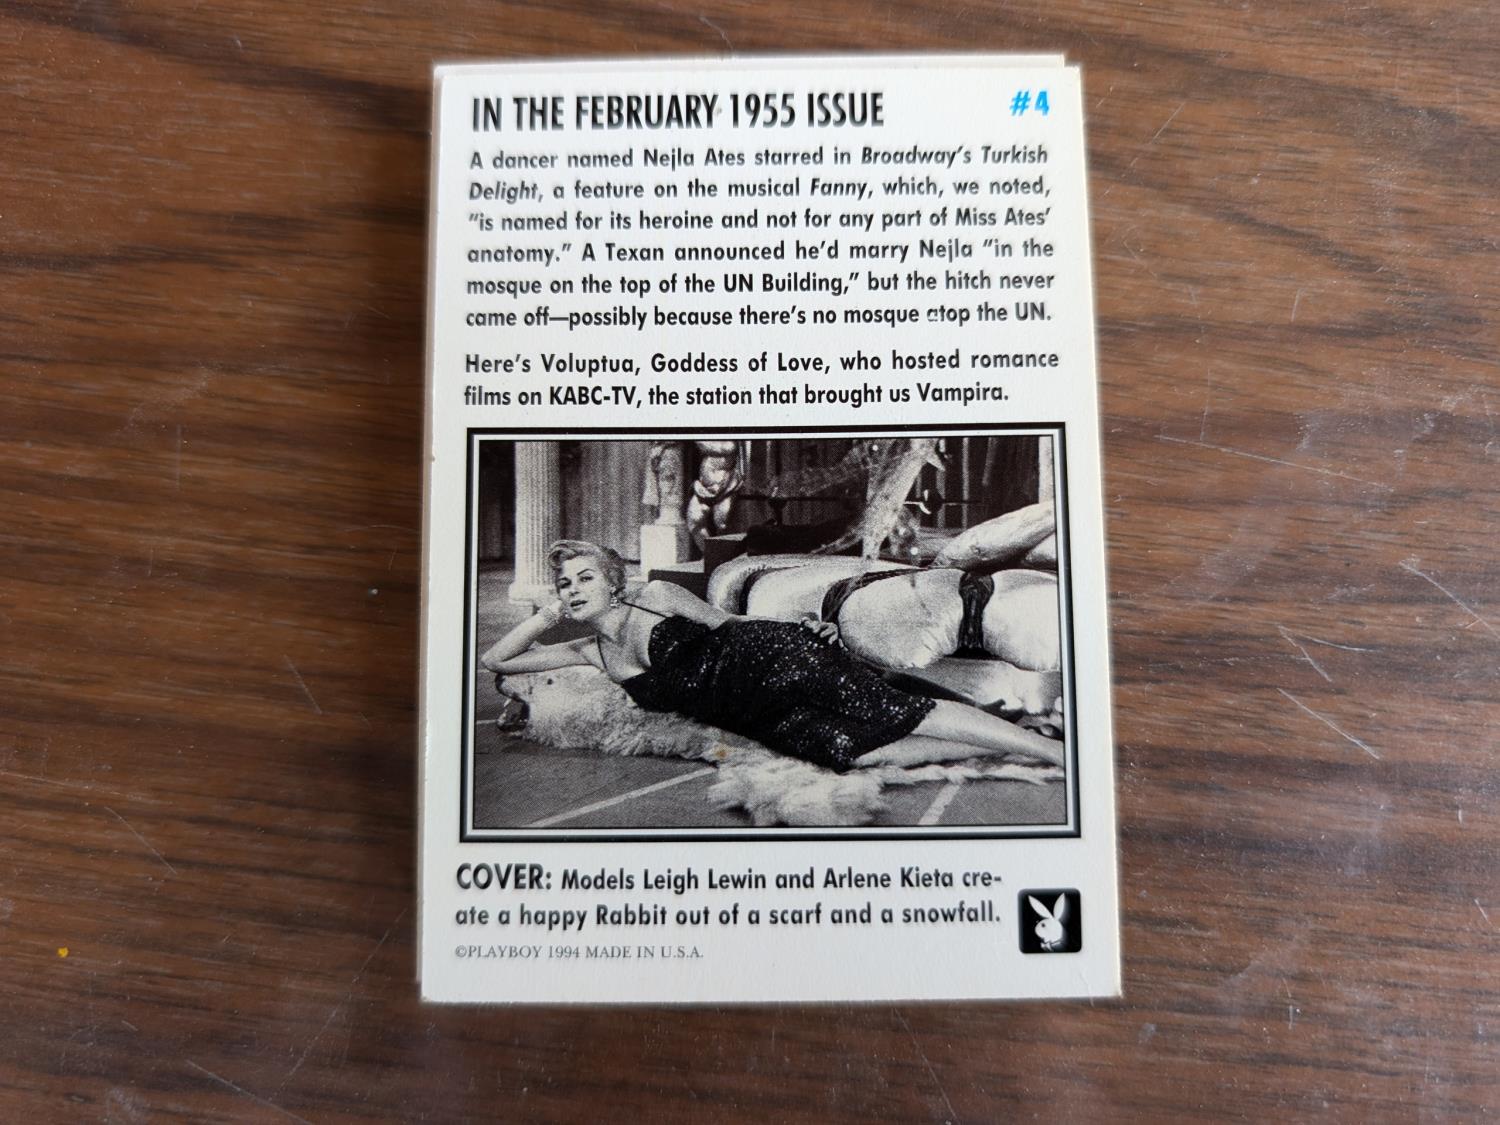 IN THE FEBRUARY 1955 ISSUE #4
A dancer named Nejla Ates starred in Broadway's Turkish
Delight, a feature on the musical Fanny, which, we noted,
"is named for its heroine and not for any part of Miss Ates'
anatomy." A Texan announced he'd marry Nejla "in the
mosque on the top of the UN Building," but the hitch never
came off—possibly because there's no mosque atop the UN.
Here's Voluptua, Goddess of Love, who hosted romance
films on KABC-TV, the station that brought us Vampira.
COVER: Models Leigh Lewin and Arlene Kieta cre-
ate a happy Rabbit out of a scarf and a snowfall.
©PLAYBOY 1994 MADE IN U.S.A.